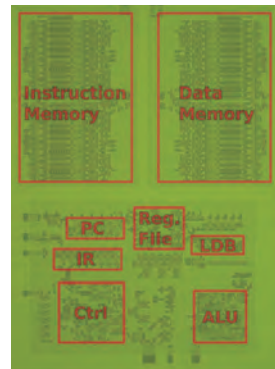 Instruction
Memory
Data
Memory
PC
Reg.
File
LDB
IR
Ctrl
ALU